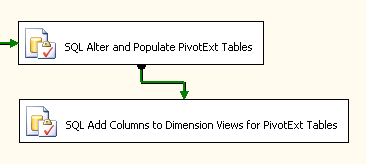 SQL Alter and Populate PivotExt Tables
SQL Add Columns to Dimension Views for PivotExt Tables